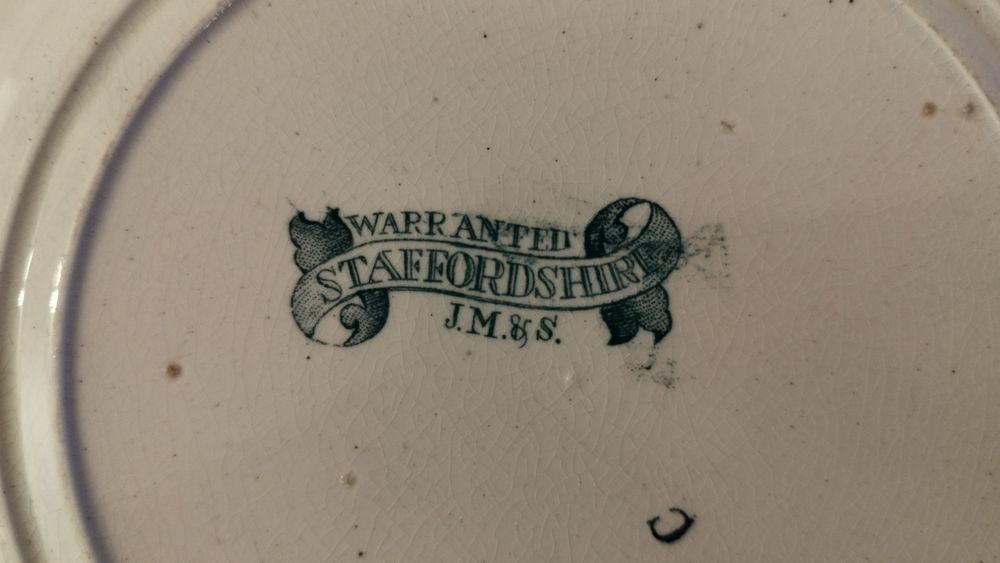 WARRANTED
STAFFORDSHIRE
J.M.&S.
C